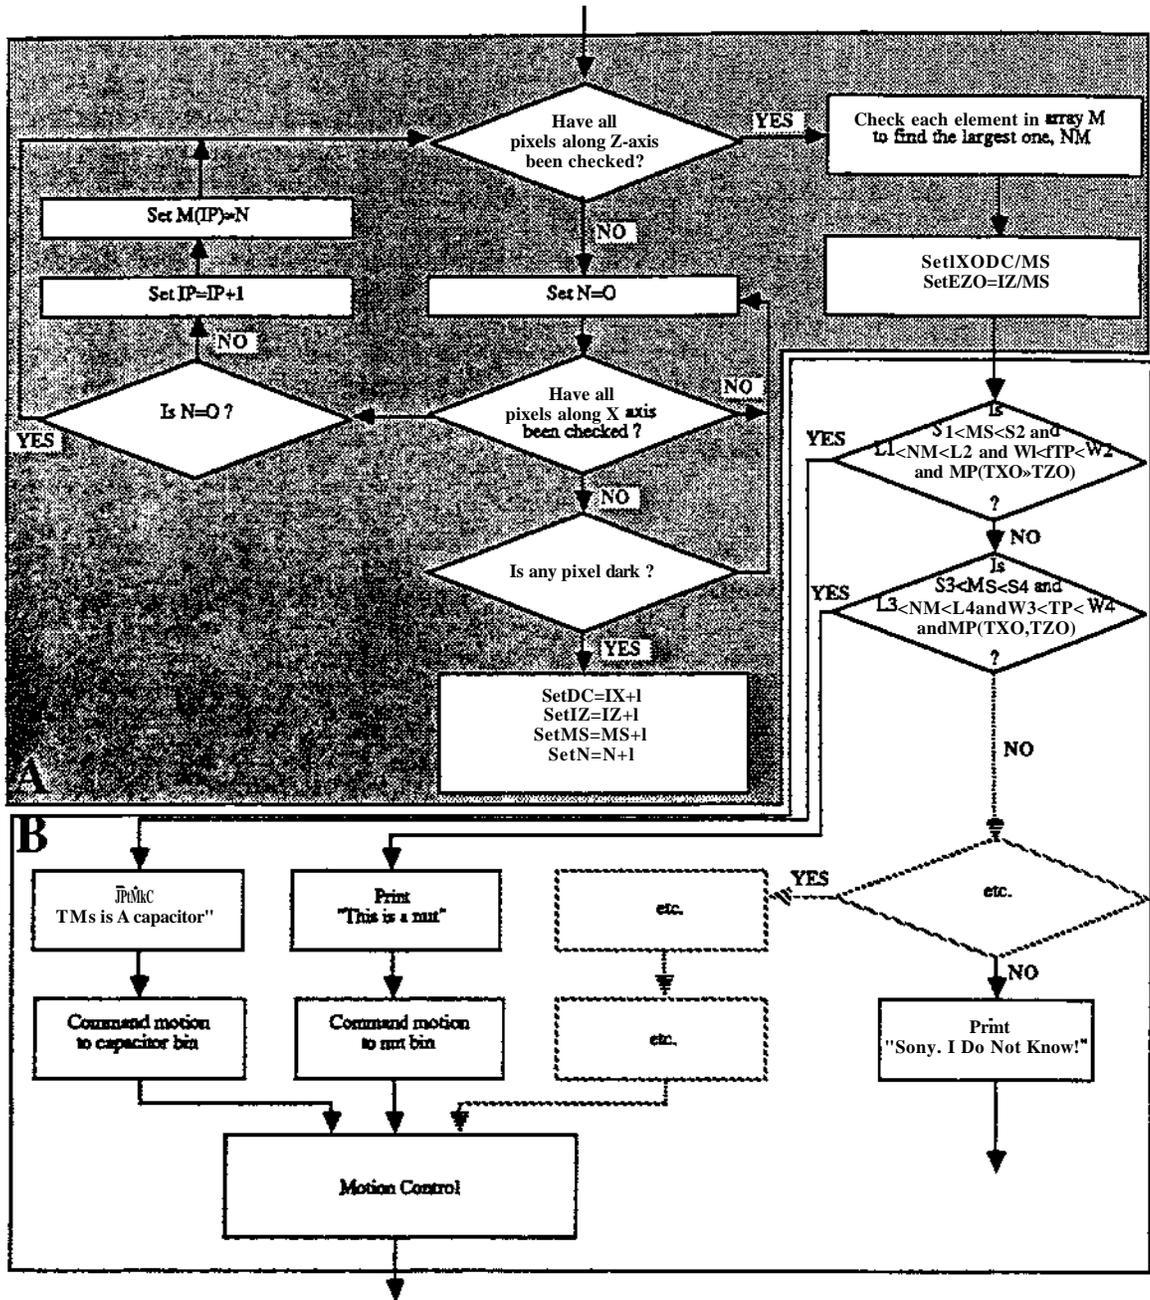 Have all
pixels along Z-axis
been checked?
YES
Check each element in array M
to find the largest one, NM
NO
Set M(IP)=N
Set IP=IP+1
Set N=O
SetlXODC/MS
SetEZO=IZ/MS
NO
Is N=O ?
YES
Have all
pixels along X axis
been checked ?
NO
NO
Is any pixel dark ?
YES
SetDC=IX+l
SetIZ=IZ+l
SetMS=MS+l
SetN=N+l
A
Is
S1<MS<S2 and
L1<NM<L2 and Wl<fTP<W2
and MP(TXO»TZO)
?
YES
NO
Is
S3<MS<S4 and
L3<NM<L4andW3<TP<W4
andMP(TXO,TZO)
?
YES
NO
B
TMs is A capacitor"
Print
"This is a nut"
etc.
YES
etc.
NO
Command motion
to capacitor bin
Command motion
to nut bin
etc.
Print
"Sony. I Do Not Know!"
Motion Control